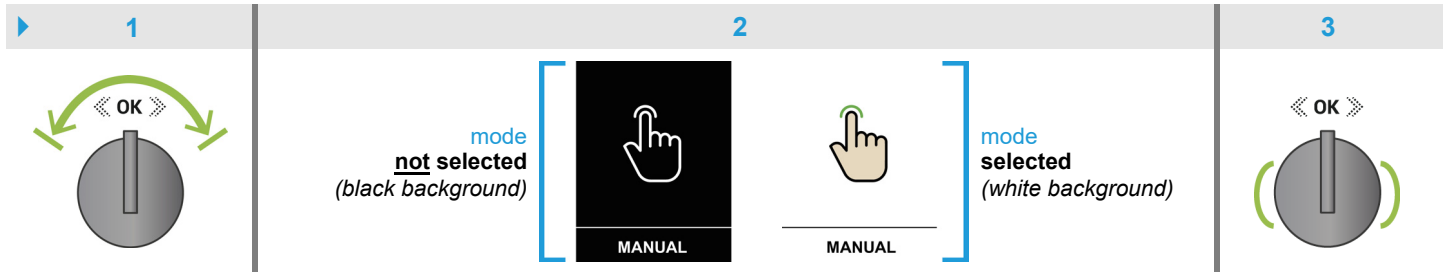 1
2
3
OK
mode
not selected
(black background)
MANUAL
MANUAL
mode
selected
(white background)
OK